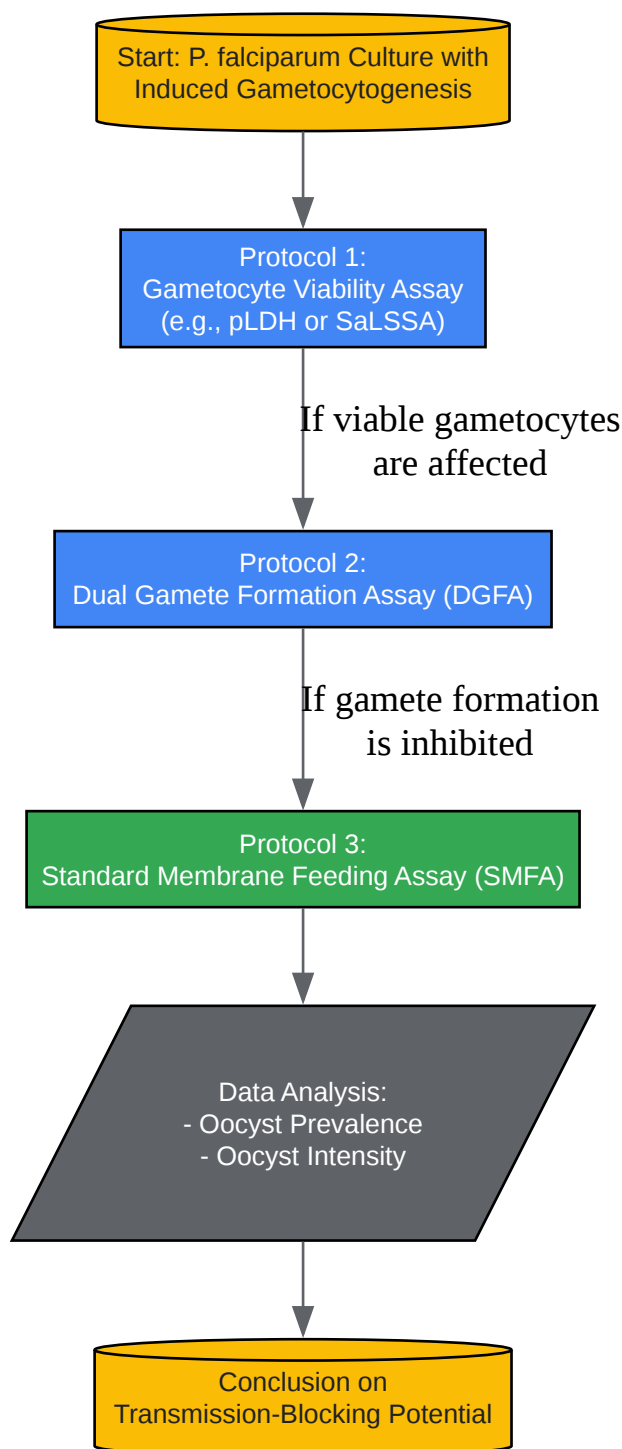 Start: P. falciparum Culture with
Induced Gametocytogenesis
Protocol 1:
Gametocyte Viability Assay
(e.g., pLDH or SaLSSA)
If viable gametocytes
are affected
Protocol 2:
Dual Gamete Formation Assay (DGFA)
If gamete formation
is inhibited
Protocol 3:
Standard Membrane Feeding Assay (SMFA)
Data Analysis:
- Oocyst Prevalence
- Oocyst Intensity
Conclusion on
Transmission-Blocking Potential